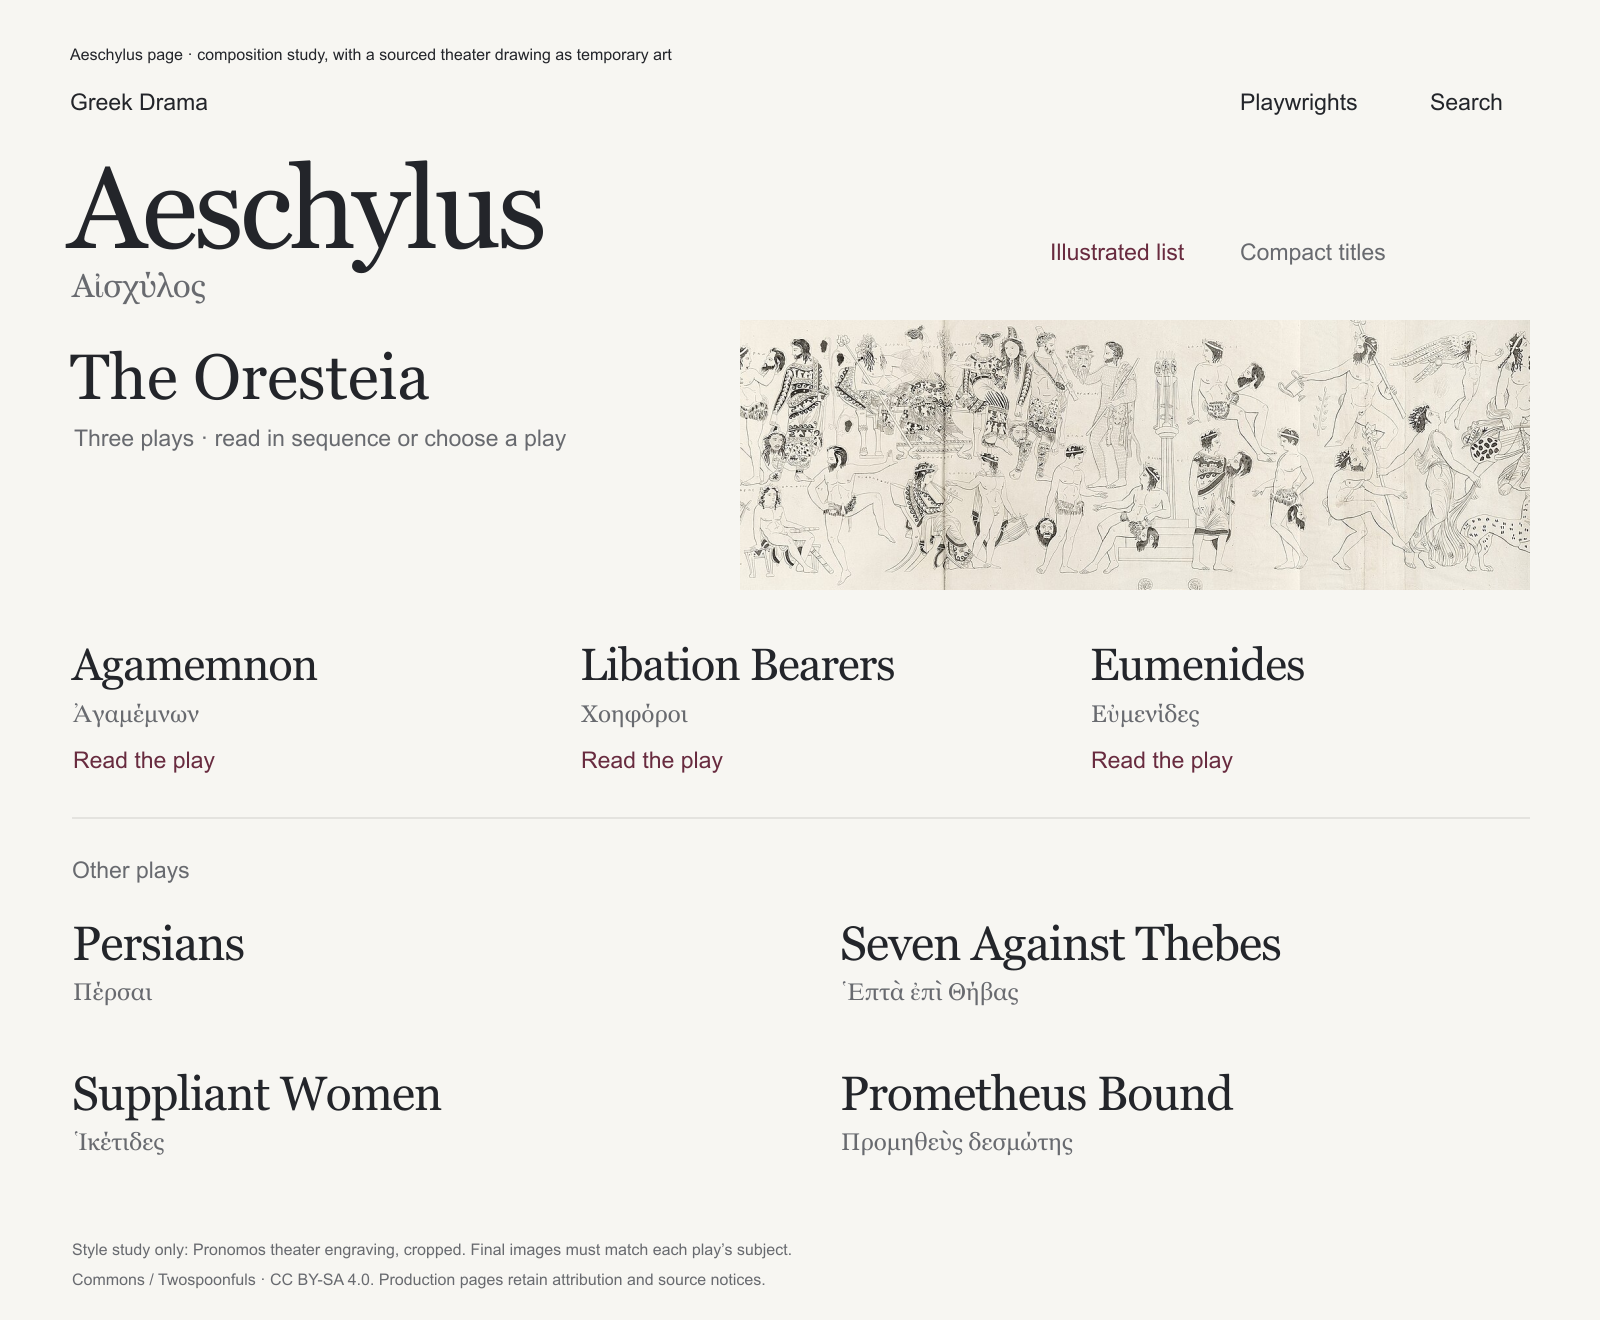 Aeschylus page · composition study, with a sourced theater drawing as temporary art
Greek Drama
Playwrights
Search
Aeschylus
Αἰσχύλος
Illustrated list
Compact titles
The Oresteia
Three plays · read in sequence or choose a play
Agamemnon
Ἀγαμέμνων
Read the play
Libation Bearers
Χοηφόροι
Read the play
Eumenides
Εὐμενίδες
Read the play
Other plays
Persians
Πέρσαι
Seven Against Thebes
Ἑπτὰ ἐπὶ Θήβας
Suppliant Women
Ἱκέτιδες
Prometheus Bound
Προμηθεὺς δεσμώτης
Style study only: Pronomos theater engraving, cropped. Final images must match each play’s subject.
Commons / Twospoonfuls · CC BY-SA 4.0. Production pages retain attribution and source notices.